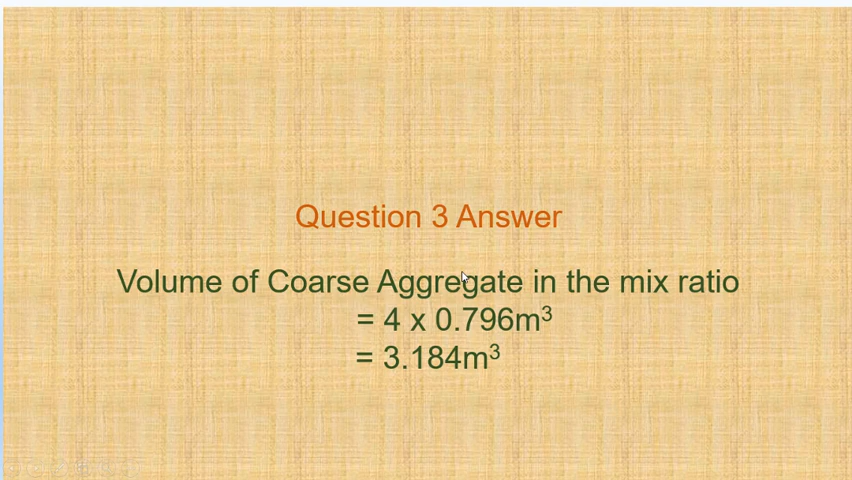 Question 3 Answer
Volume of Coarse Aggregate in the mix ratio
= 4 x 0.796m³
= 3.184m³